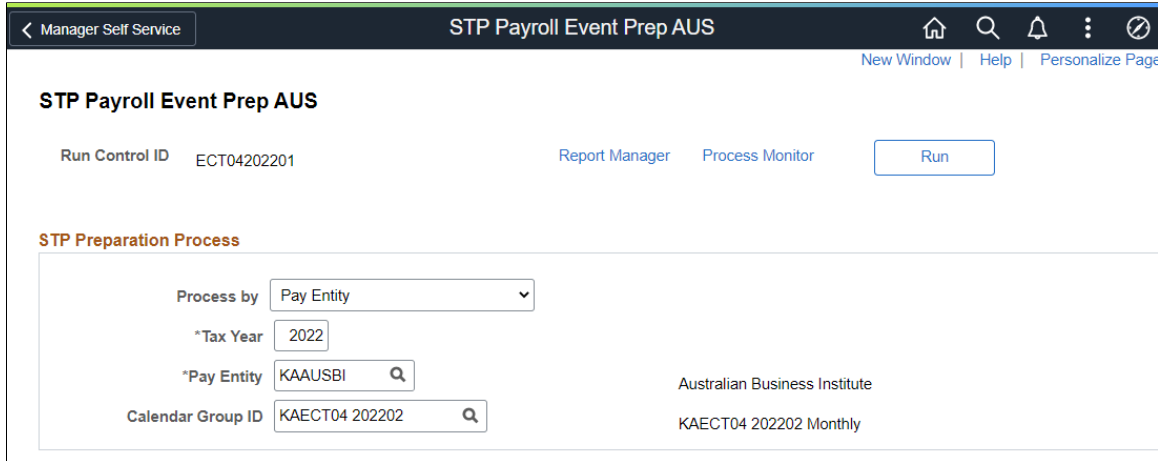 Manager Self Service STP Payroll Event Prep AUS
New Window | Help | Personalize Page
STP Payroll Event Prep AUS
Run Control ID ECT04202201 Report Manager Process Monitor Run
STP Preparation Process
Process by Pay Entity
*Tax Year 2022
*Pay Entity KAAUSBI Australian Business Institute
Calendar Group ID KAECT04 202202 KAECT04 202202 Monthly